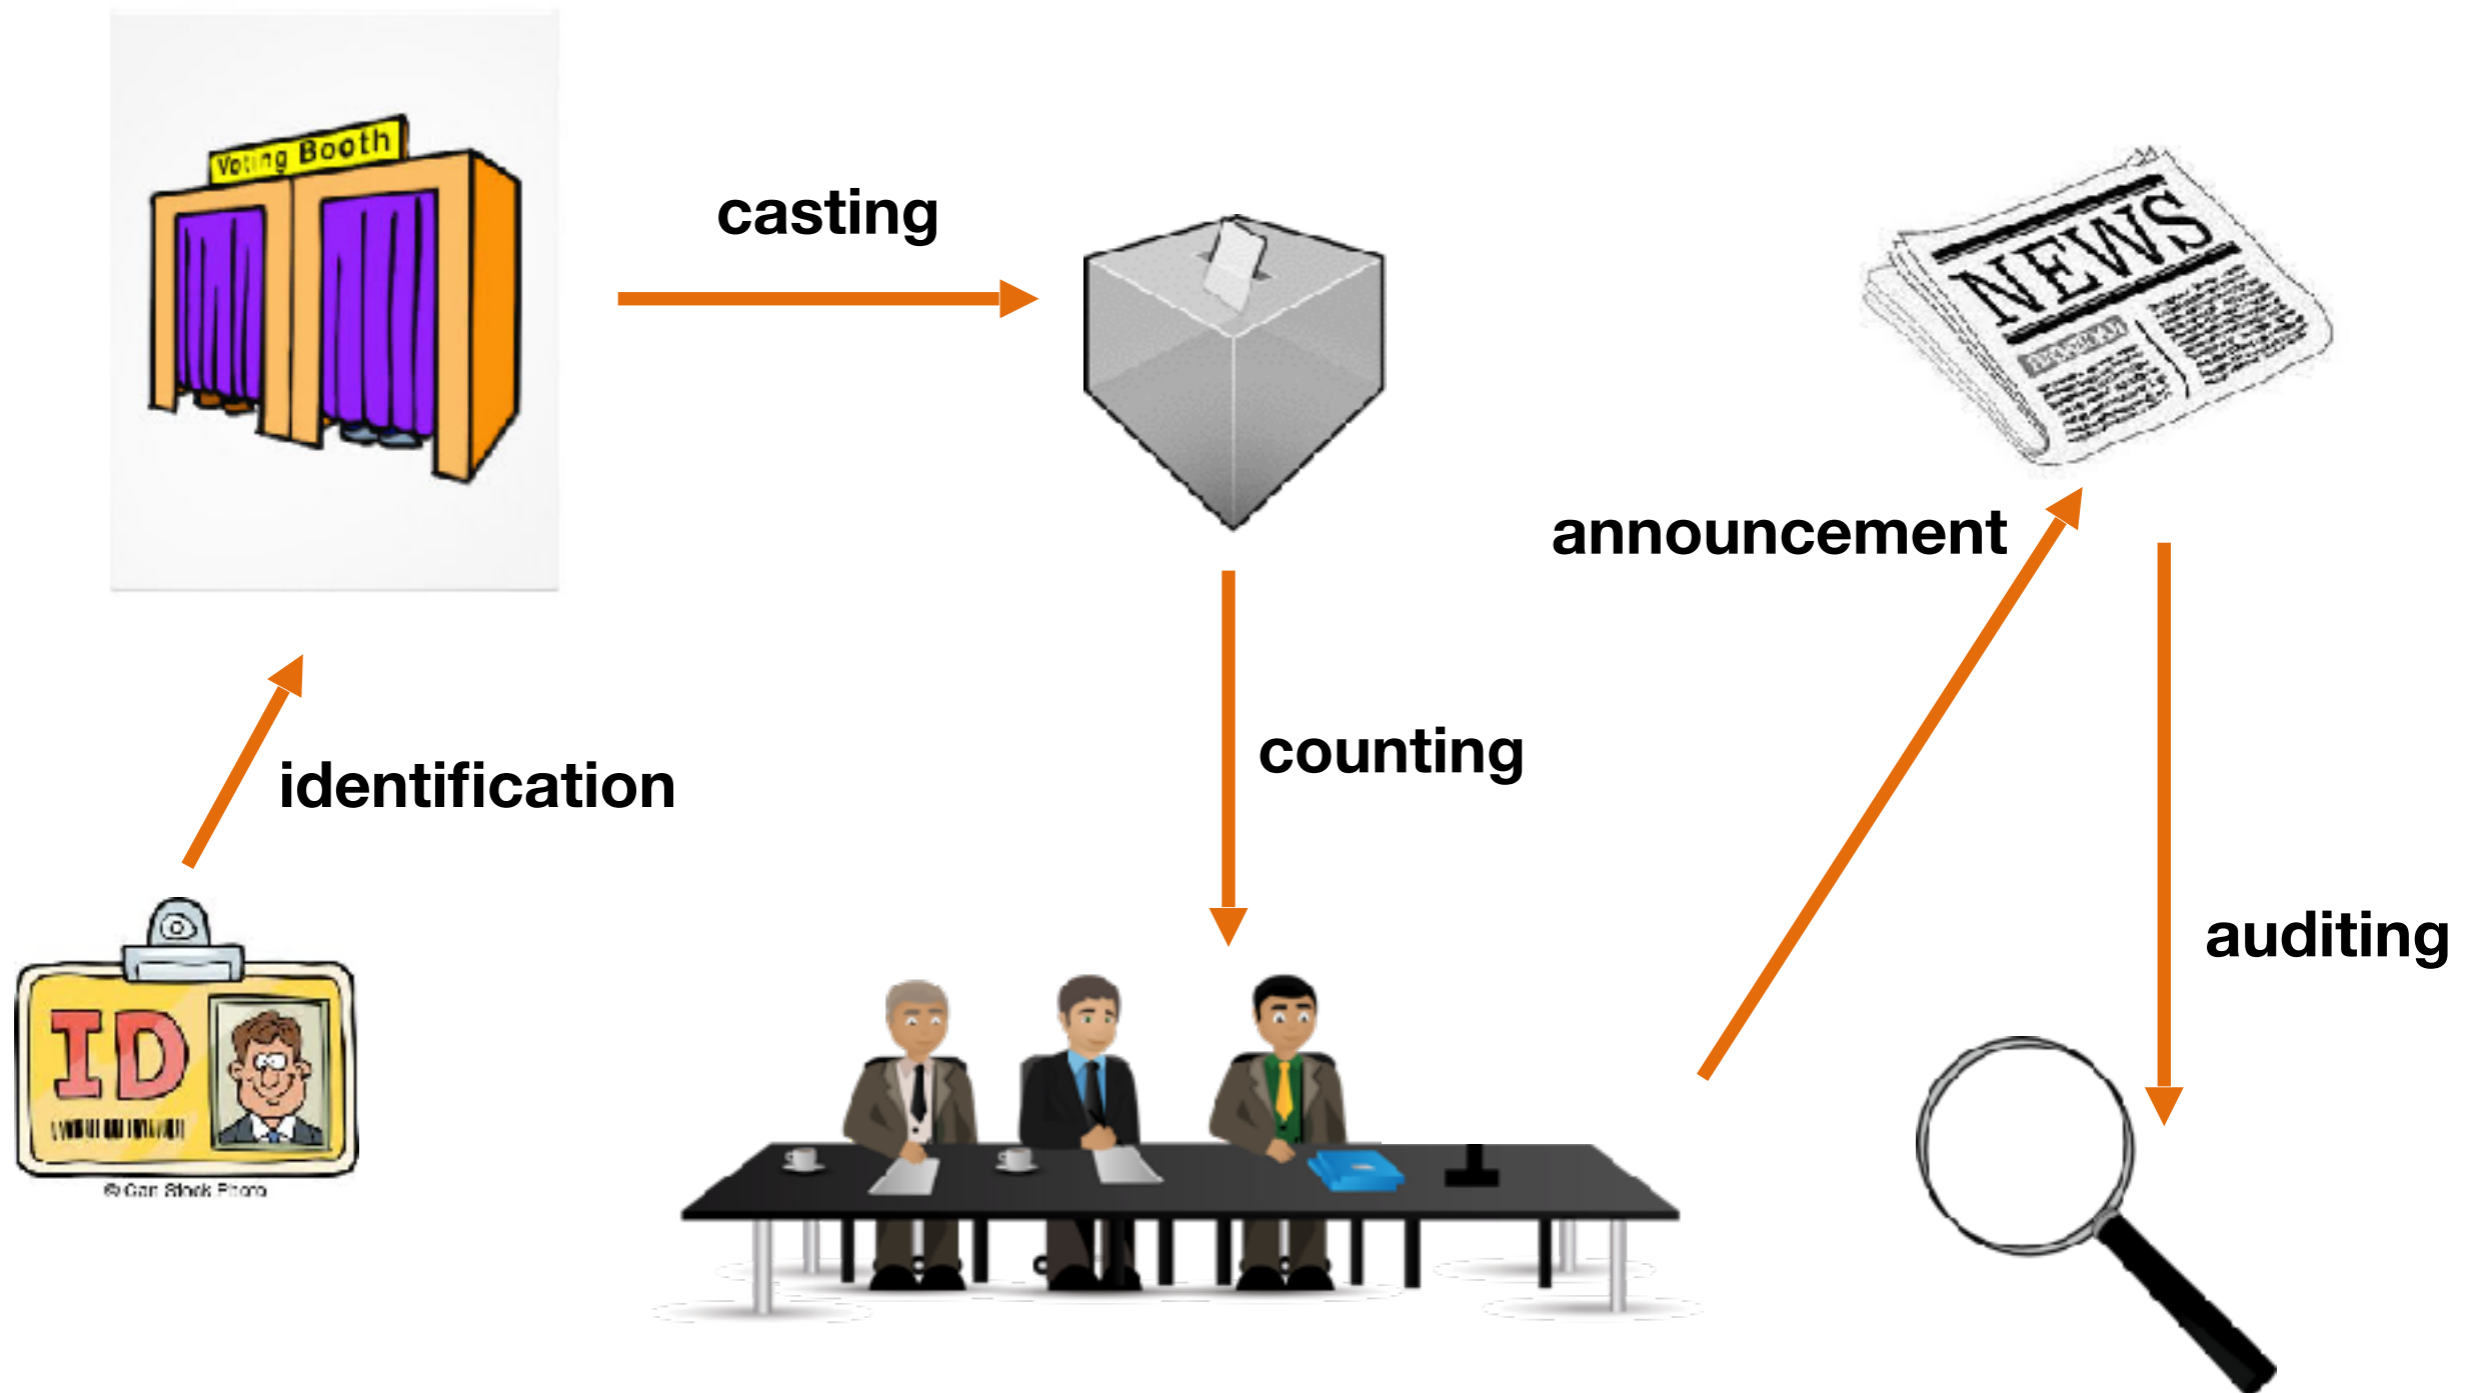 Voting Booth
casting
NEWS
announcement
counting
identification
auditing
ID
© Can Stock Photo